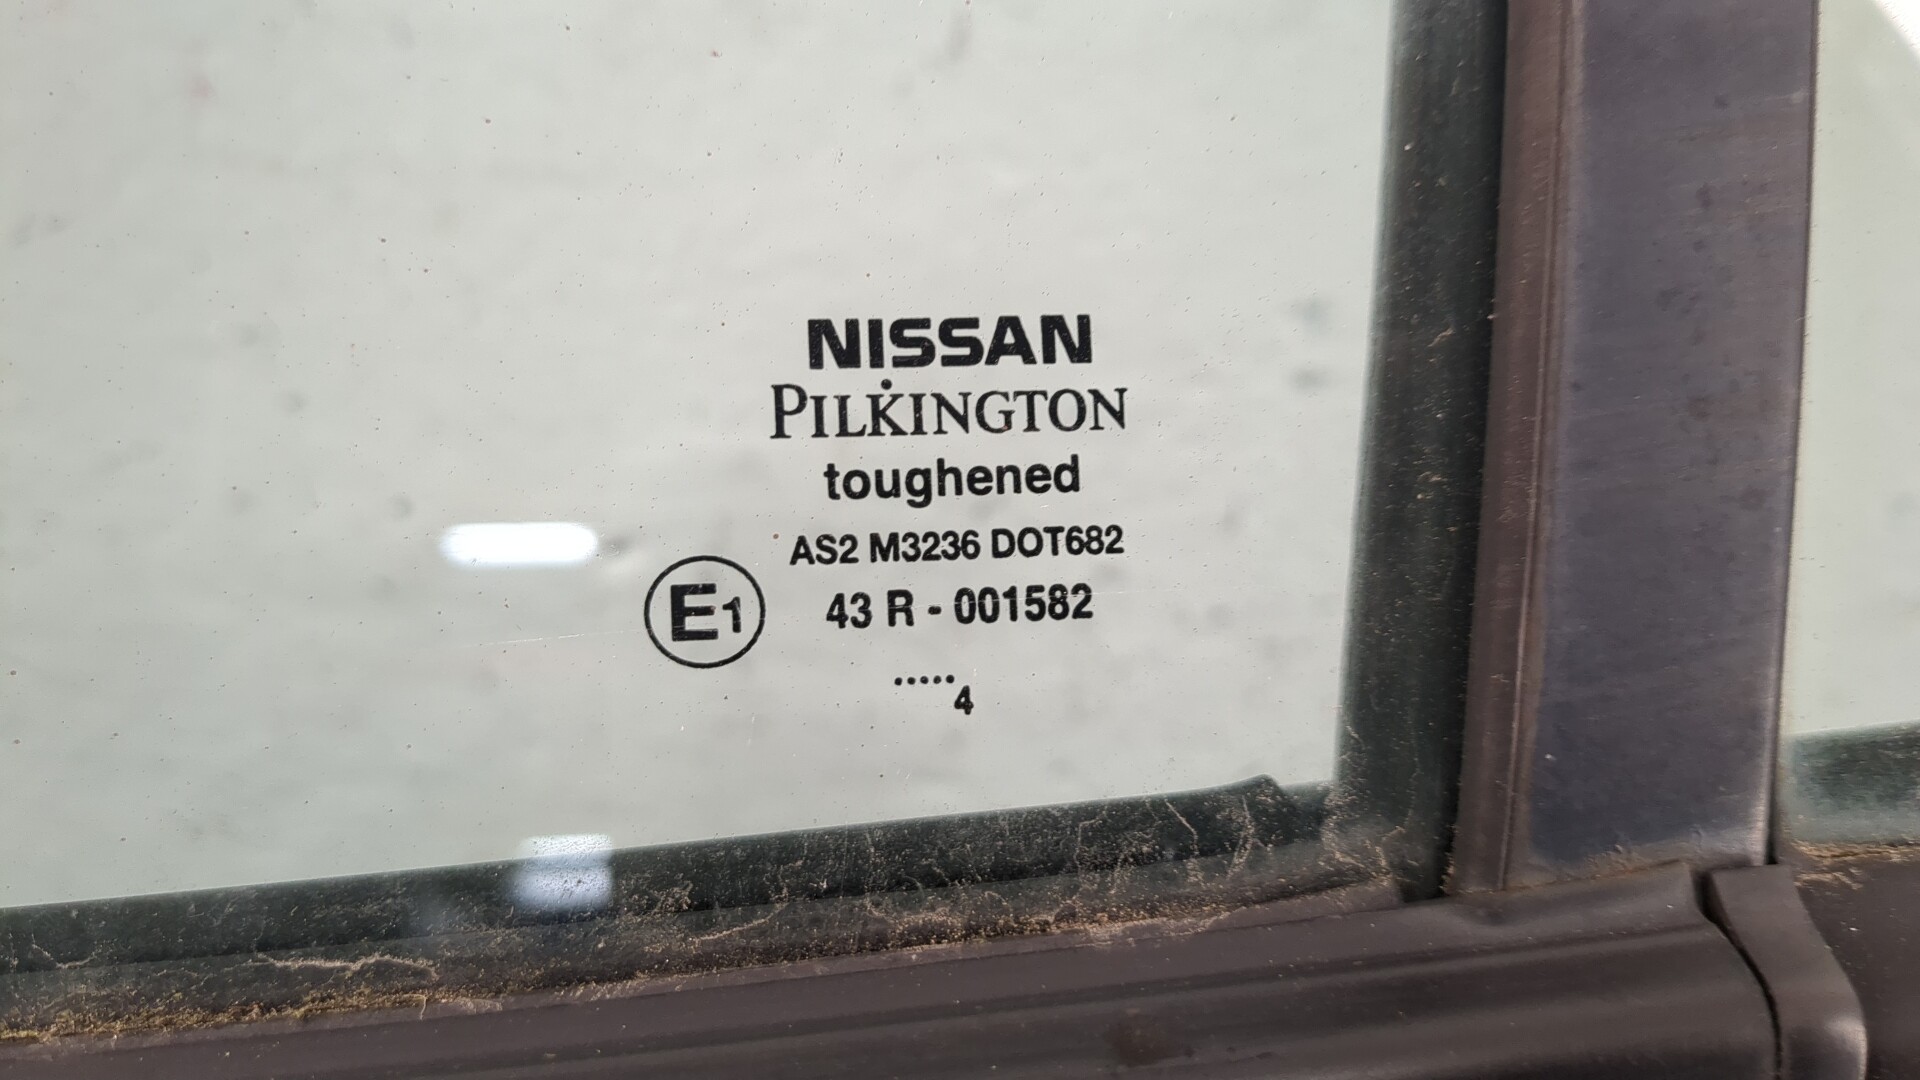 NISSAN
PILKINGTON
toughened
AS2 M3236 DOT682
E1 43 R - 001582
.....
4